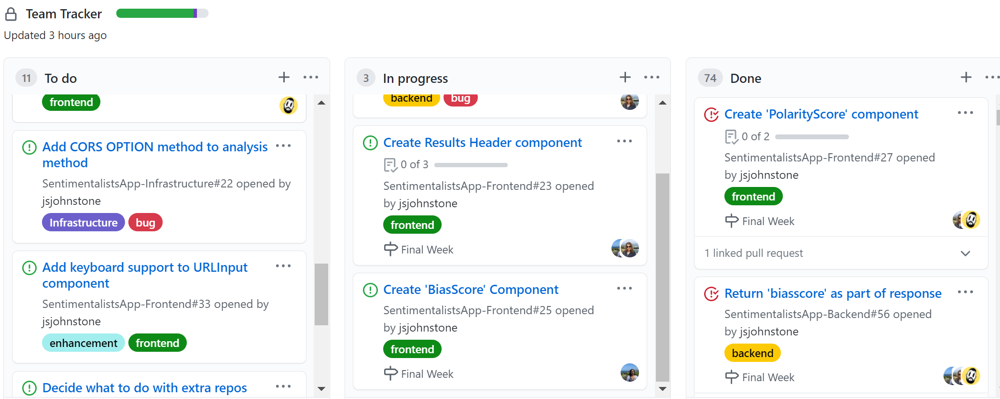 Team Tracker
Updated 3 hours ago
11 To do
frontend
Add CORS OPTION method to analysis
method
SentimentalistsApp-Infrastructure#22 opened by
jsjohnstone
Infrastructure bug
Add keyboard support to URLInput
component
SentimentalistsApp-Frontend#33 opened by
jsjohnstone
enhancement frontend
Decide what to do with extra repos
3 In progress
backend bug
Create Results Header component
0 of 3
SentimentalistsApp-Frontend#23 opened
by jsjohnstone
frontend
Final Week
Create 'BiasScore' Component
SentimentalistsApp-Frontend#25 opened
by jsjohnstone
frontend
Final Week
74 Done
Create 'PolarityScore' component
0 of 2
SentimentalistsApp-Frontend#27 opened
by jsjohnstone
frontend
Final Week
1 linked pull request
Return 'biasscore' as part of response
SentimentalistsApp-Backend#56 opened
by jsjohnstone
backend
Final Week